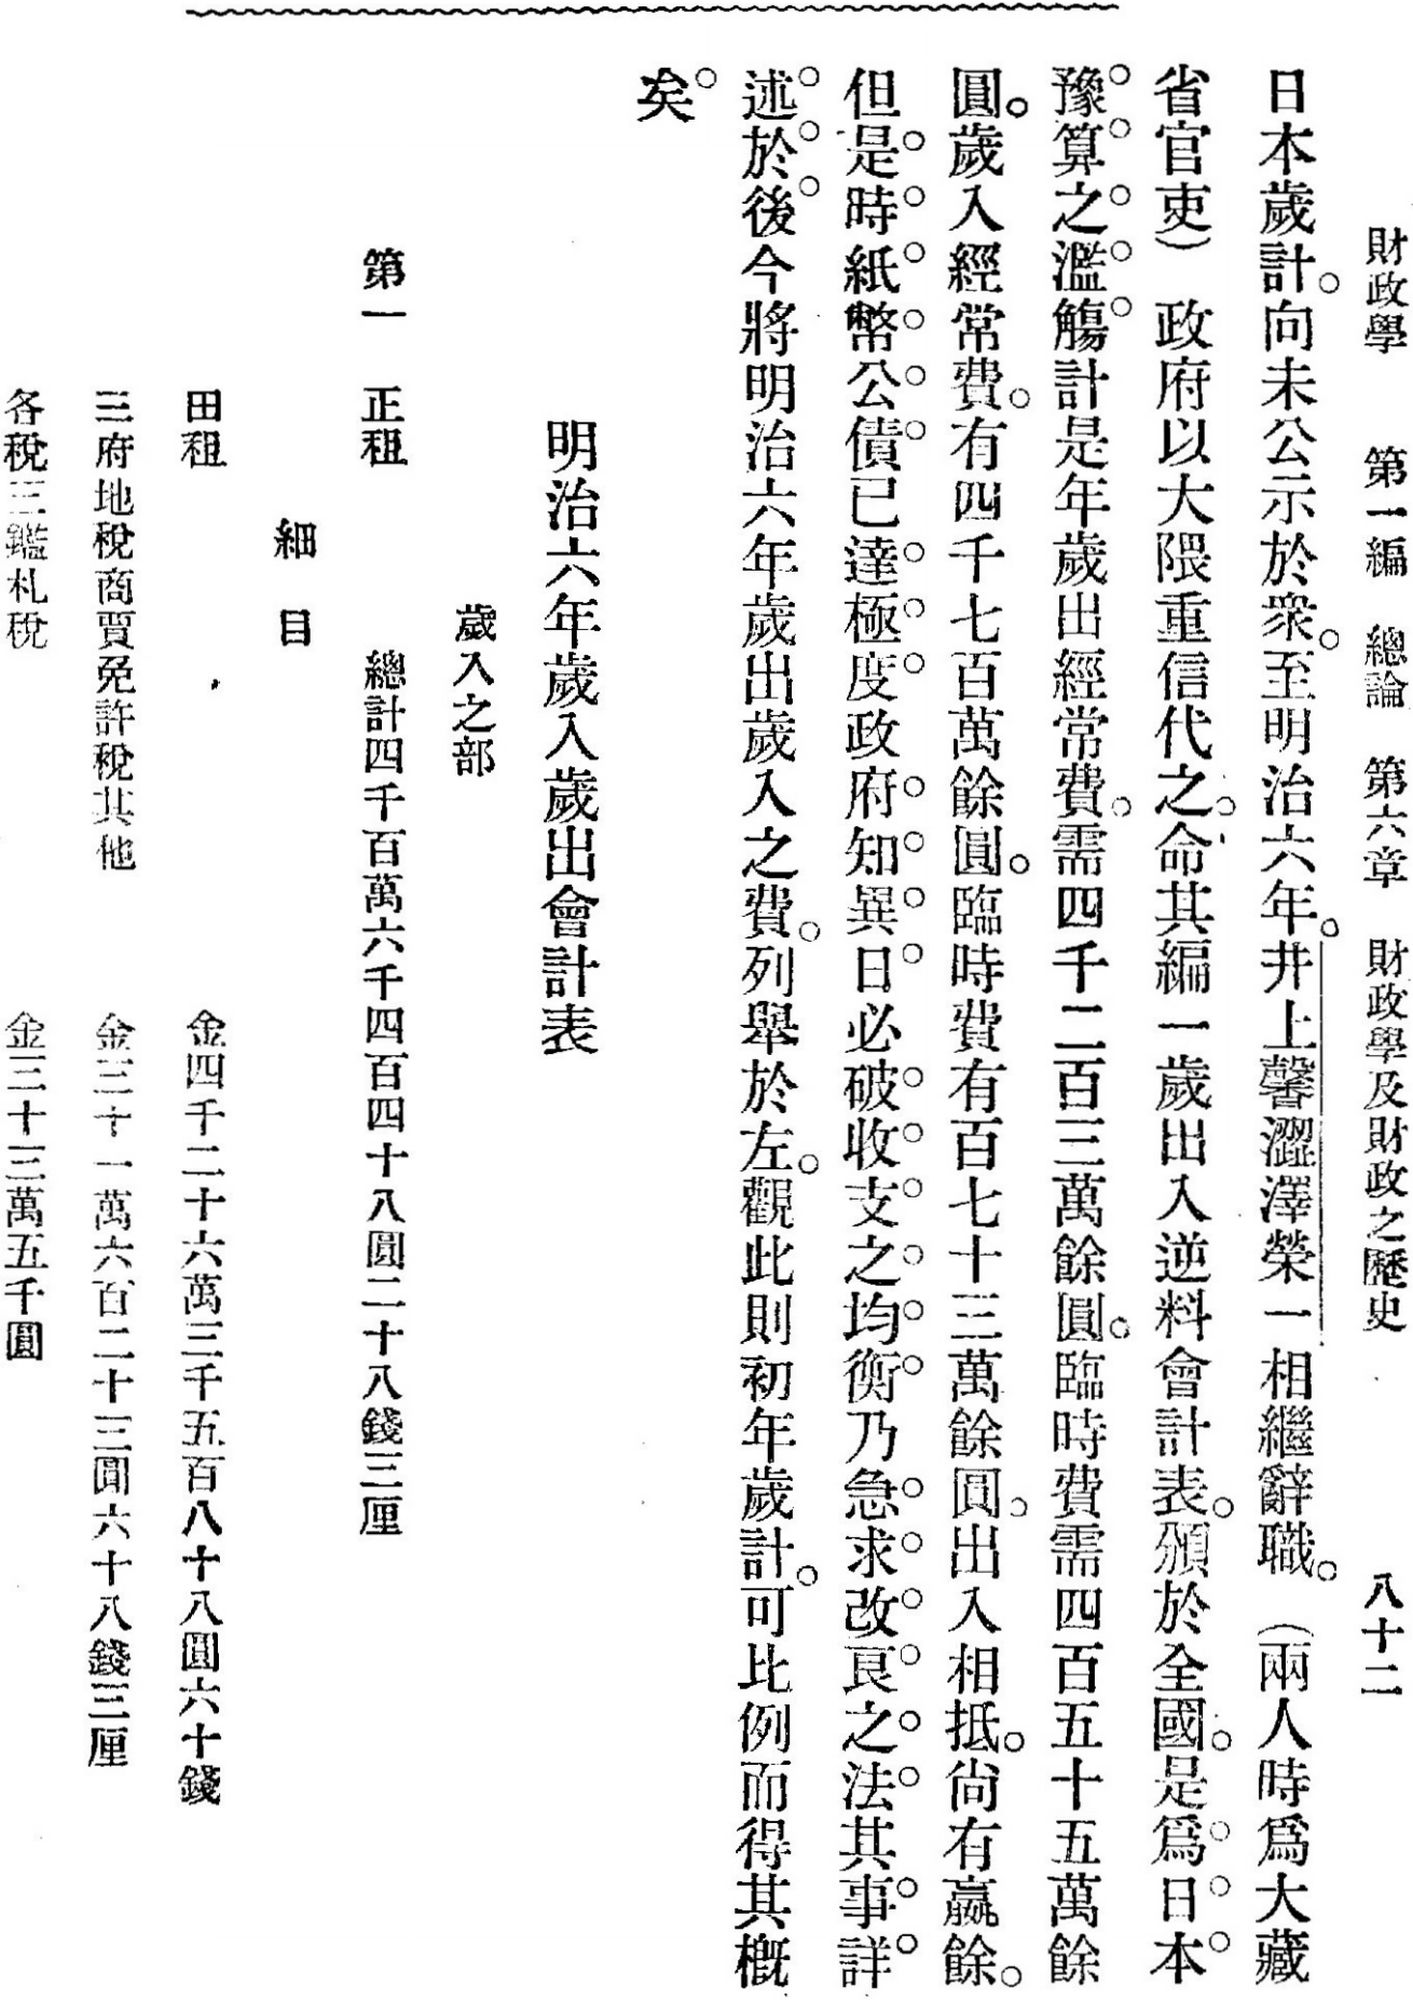 財政學 第一編 總論 第六章 財政學及財政之歷史 八十二
日本歲計。向未公示於衆。至明治六年。井上馨澀澤榮一相繼辭職。（兩人時爲大藏
省官吏）政府以大隈重信代之。命其編一歲出入逆料會計表。頒於全國。是爲日本
豫算之濫觴計是年歲出經常費。需四千二百三萬餘圓。臨時費需四百五十五萬餘
圓。歲入經常費。有四千七百萬餘圓。臨時費有百七十三萬餘圓。出入相抵。尙有嬴餘。
但是時紙幣公債已達極度政府知異日必破收支之均衡乃急求改良之法其事詳
述於後今將明治六年歲出歲入之費。列舉於左。觀此則初年歲計。可比例而得其槪
矣
明治六年歲入歲出會計表
歲入之部
第一 正租 總計四千百萬六千四百四十八圓二十八錢三厘
細目
田租 金四千二十六萬三千五百八十八圓六十錢
三府地稅商賈免許稅其他 金三十一萬六百二十三圓六十八錢三厘
各稅三鑑札稅 金三十三萬五千圓